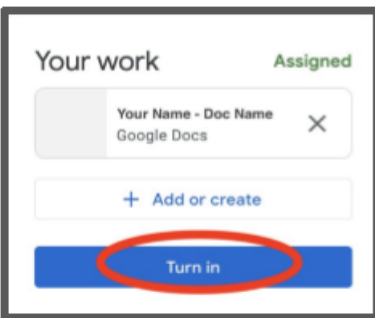 Your work
Assigned
Your Name - Doc Name
Google Docs
+ Add or create
Turn in